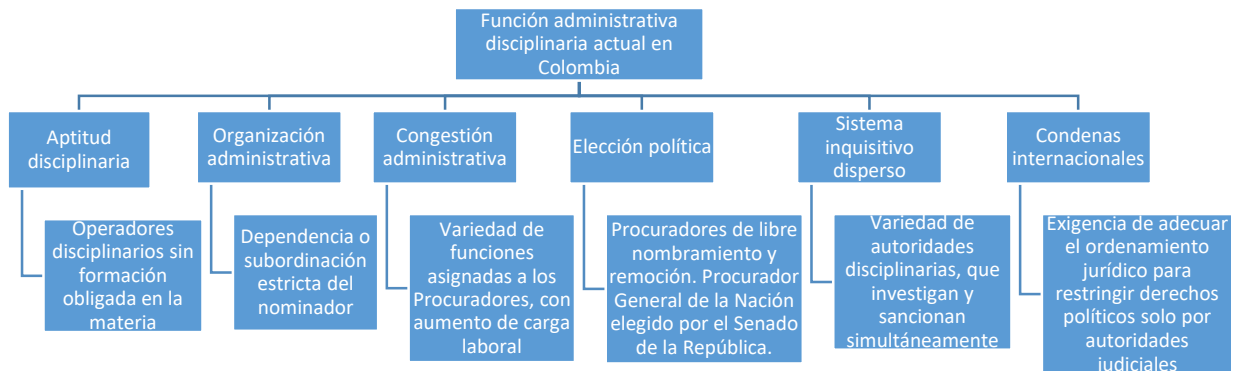 Función administrativa
disciplinaria actual en
Colombia
Aptitud
disciplinaria
Operadores
disciplinarios sin
formación
obligada en la
materia
Organización
administrativa
Dependencia o
subordinación
estricta del
nominador
Congestión
administrativa
Variedad de
funciones
asignadas a los
Procuradores, con
aumento de carga
laboral
Elección política
Procuradores de libre
nombramiento y
remoción. Procurador
General de la Nación
elegido por el Senado
de la República.
Sistema
inquisitivo
disperso
Variedad de
autoridades
disciplinarias, que
investigan y
sancionan
simultáneamente
Condenas
internacionales
Exigencia de adecuar
el ordenamiento
jurídico para
restringir derechos
políticos solo por
autoridades
judiciales